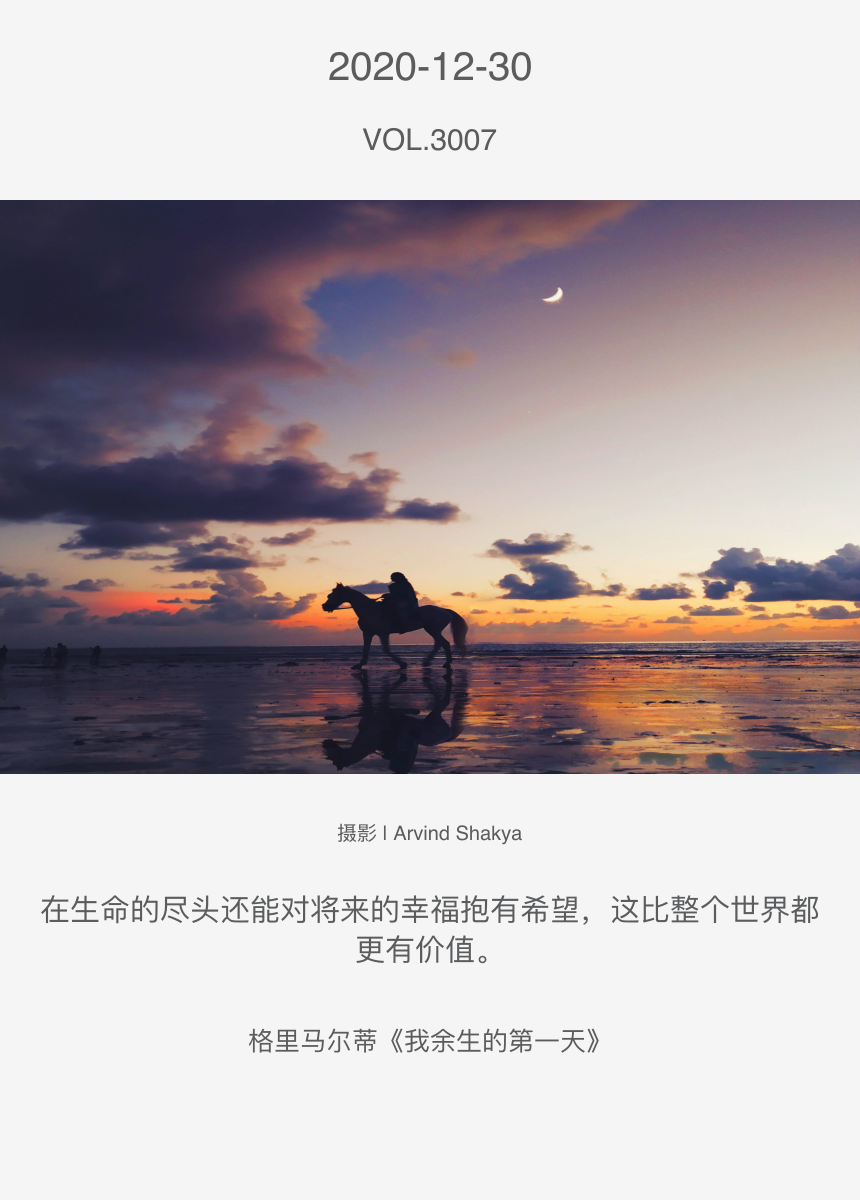 2020-12-30
VOL.3007
摄影 l Arvind Shakya
在生命的尽头还能对将来的幸福抱有希望，这比整个世界都
更有价值。
格里马尔蒂《我余生的第一天》